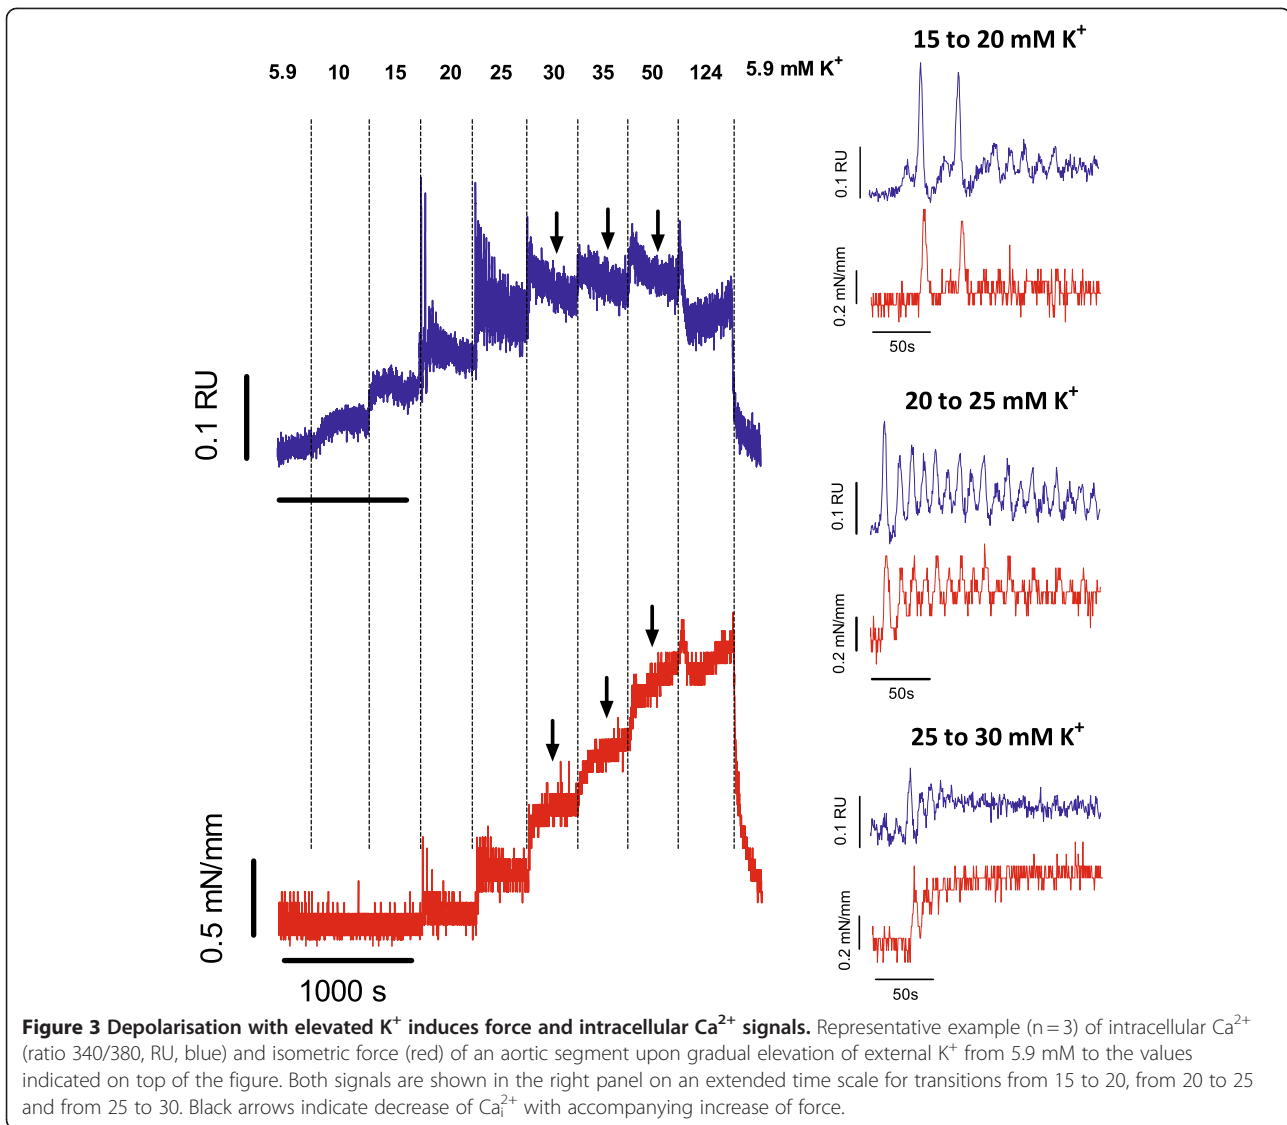 15 to 20 mM K+
5.9 10 15 20 25 30 35 50 124 5.9 mM K+
0.1 RU
0.2 mN/mm
50s
20 to 25 mM K+
0.1 RU
0.1 RU
0.2 mN/mm
50s
25 to 30 mM K+
0.1 RU
0.5 mN/mm
0.2 mN/mm
1000 s
50s
Figure 3 Depolarisation with elevated K+ induces force and intracellular Ca2+ signals. Representative example (n = 3) of intracellular Ca2+
(ratio 340/380, RU, blue) and isometric force (red) of an aortic segment upon gradual elevation of external K+ from 5.9 mM to the values
indicated on top of the figure. Both signals are shown in the right panel on an extended time scale for transitions from 15 to 20, from 20 to 25
and from 25 to 30. Black arrows indicate decrease of Cai2+ with accompanying increase of force.